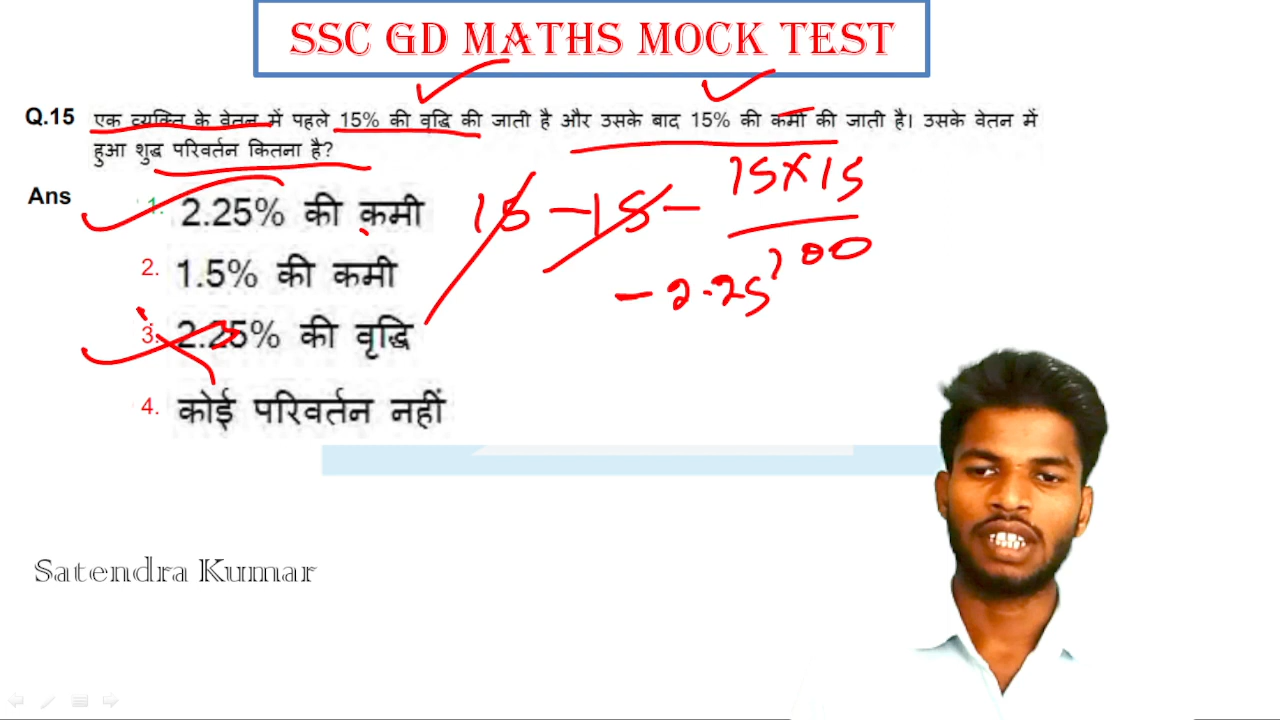 SSC GD MATHS MOCK TEST
Q.15 एक व्यक्ति के वेतन में पहले 15% की वृद्धि की जाती है और उसके बाद 15% की कमी की जाती है। उसके वेतन में
हुआ शुद्ध परिवर्तन कितना है?
Ans
1. 2.25% की कमी
15 - 15 - 15 X 15
100
2. 1.5% की कमी
- 2.25
3. 2.25% की वृद्धि
4. कोई परिवर्तन नहीं
Satendra Kumar